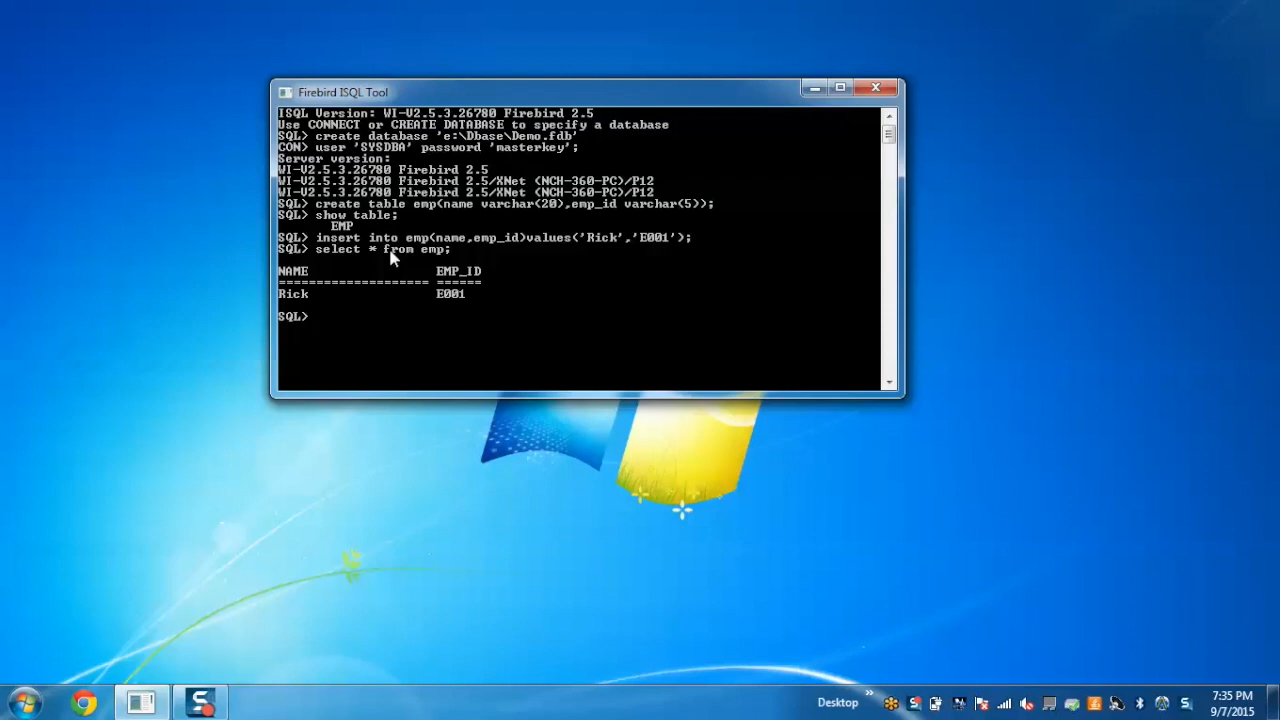 Firebird ISQL Tool
ISQL Version: WI-V2.5.3.26780 Firebird 2.5
Use CONNECT or CREATE DATABASE to specify a database
SQL> create database 'e:\Dbase\Demo.fdb'
CON> user 'SYSDBA' password 'masterkey';
Server version:
WI-V2.5.3.26780 Firebird 2.5
WI-V2.5.3.26780 Firebird 2.5/XNet (NCH-360-PC)/P12
WI-V2.5.3.26780 Firebird 2.5/XNet (NCH-360-PC)/P12
SQL> create table emp(name varchar(20),emp_id varchar(5));
SQL> show table;
EMP
SQL> insert into emp(name,emp_id)values('Rick','E001');
SQL> select * from emp;
NAME EMP_ID
==================== ======
Rick E001
SQL>
Desktop
7:35 PM
9/7/2015